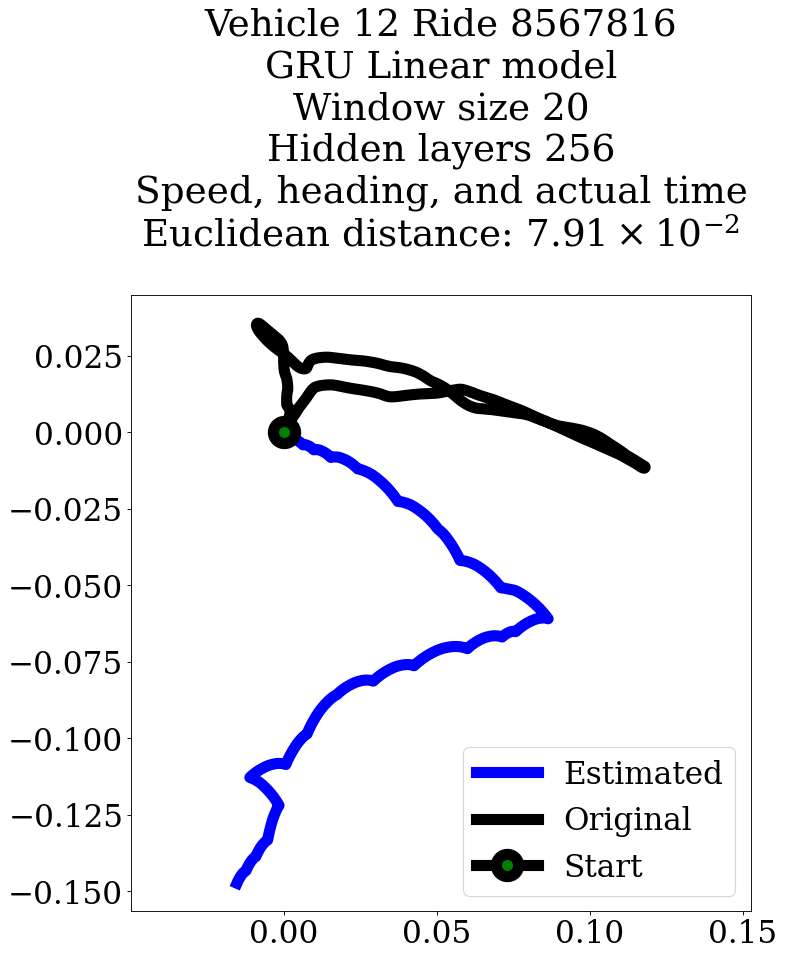 Vehicle 12 Ride 8567816
GRU Linear model
Window size 20
Hidden layers 256
Speed, heading, and actual time
Euclidean distance: $7.91 \times 10^{-2}$
0.025
0.000
−0.025
−0.050
−0.075
−0.100
−0.125
−0.150
Estimated
Original
Start
0.00 0.05 0.10 0.15